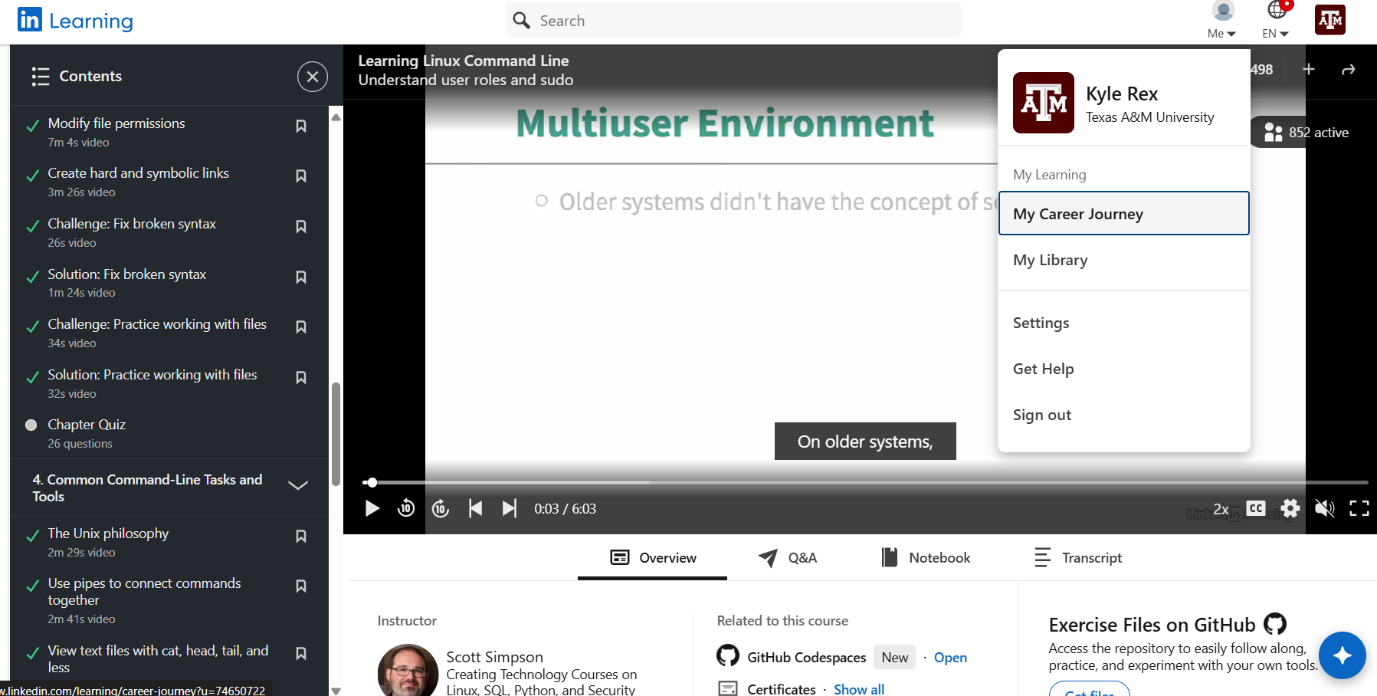 in Learning
Search
Me
EN
ĀTM
Contents
Modify file permissions
7m 4s video
Create hard and symbolic links
3m 26s video
Challenge: Fix broken syntax
26s video
Solution: Fix broken syntax
1m 24s video
Challenge: Practice working with files
34s video
Solution: Practice working with files
32s video
Chapter Quiz
26 questions
4. Common Command-Line Tasks and
Tools
The Unix philosophy
2m 29s video
Use pipes to connect commands
together
2m 41s video
View text files with cat, head, tail, and
less
w.linkedin.com/learning/career-journey?u=74650722
Learning Linux Command Line
Understand user roles and sudo
498
852 active
Multiuser Environment
Older systems didn't have the concept of
On older systems,
10
10
0:03 / 6:03
2x
CC
ATM
Kyle Rex
Texas A&M University
My Learning
My Career Journey
My Library
Settings
Get Help
Sign out
Overview
Q&A
Notebook
Transcript
Instructor
Scott Simpson
Creating Technology Courses on
Linux, SQL, Python, and Security
Related to this course
GitHub Codespaces New · Open
Certificates · Show all
Exercise Files on GitHub
Access the repository to easily follow along,
practice, and experiment with your own tools.
Get files